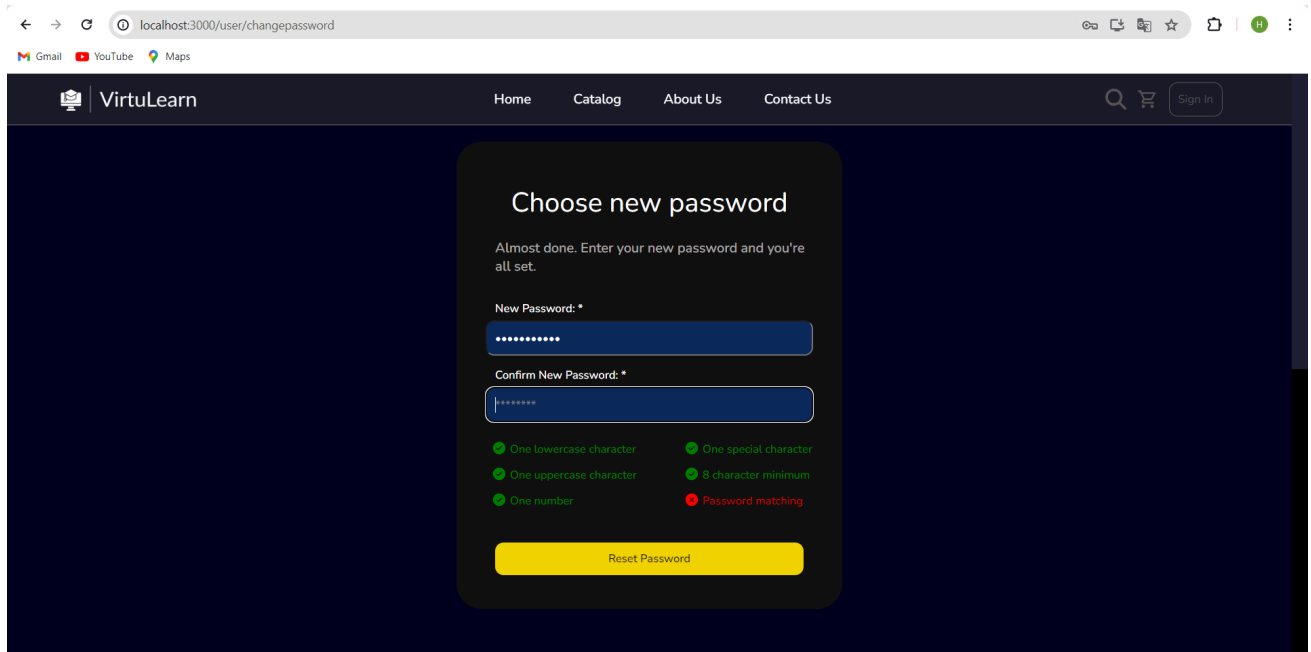 localhost:3000/user/changepassword
H
Gmail YouTube Maps
VirtuLearn
Home Catalog About Us Contact Us
Sign In
Choose new password
Almost done. Enter your new password and you're
all set.
New Password: *
•••••••••••
Confirm New Password: *
********
One lowercase character One special character
One uppercase character 8 character minimum
One number Password matching
Reset Password